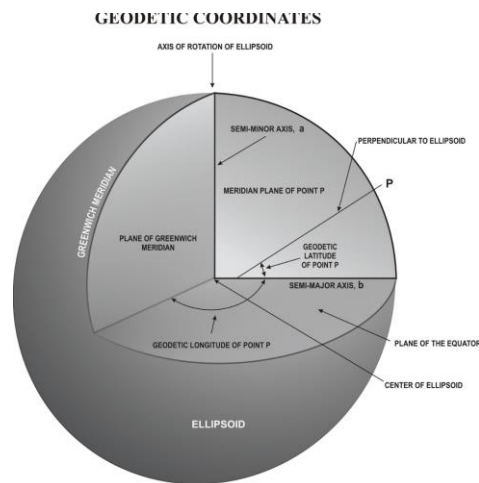 GEODETIC COORDINATES
AXIS OF ROTATION OF ELLIPSOID
SEMI-MINOR AXIS, a
PERPENDICULAR TO ELLIPSOID
GREENWICH MERIDIAN
P
MERIDIAN PLANE OF POINT P
PLANE OF GREENWICH
MERIDIAN
GEODETIC
LATITUDE
OF POINT P
SEMI-MAJOR AXIS, b
GEODETIC LONGITUDE OF POINT P
PLANE OF THE EQUATOR
CENTER OF ELLIPSOID
ELLIPSOID